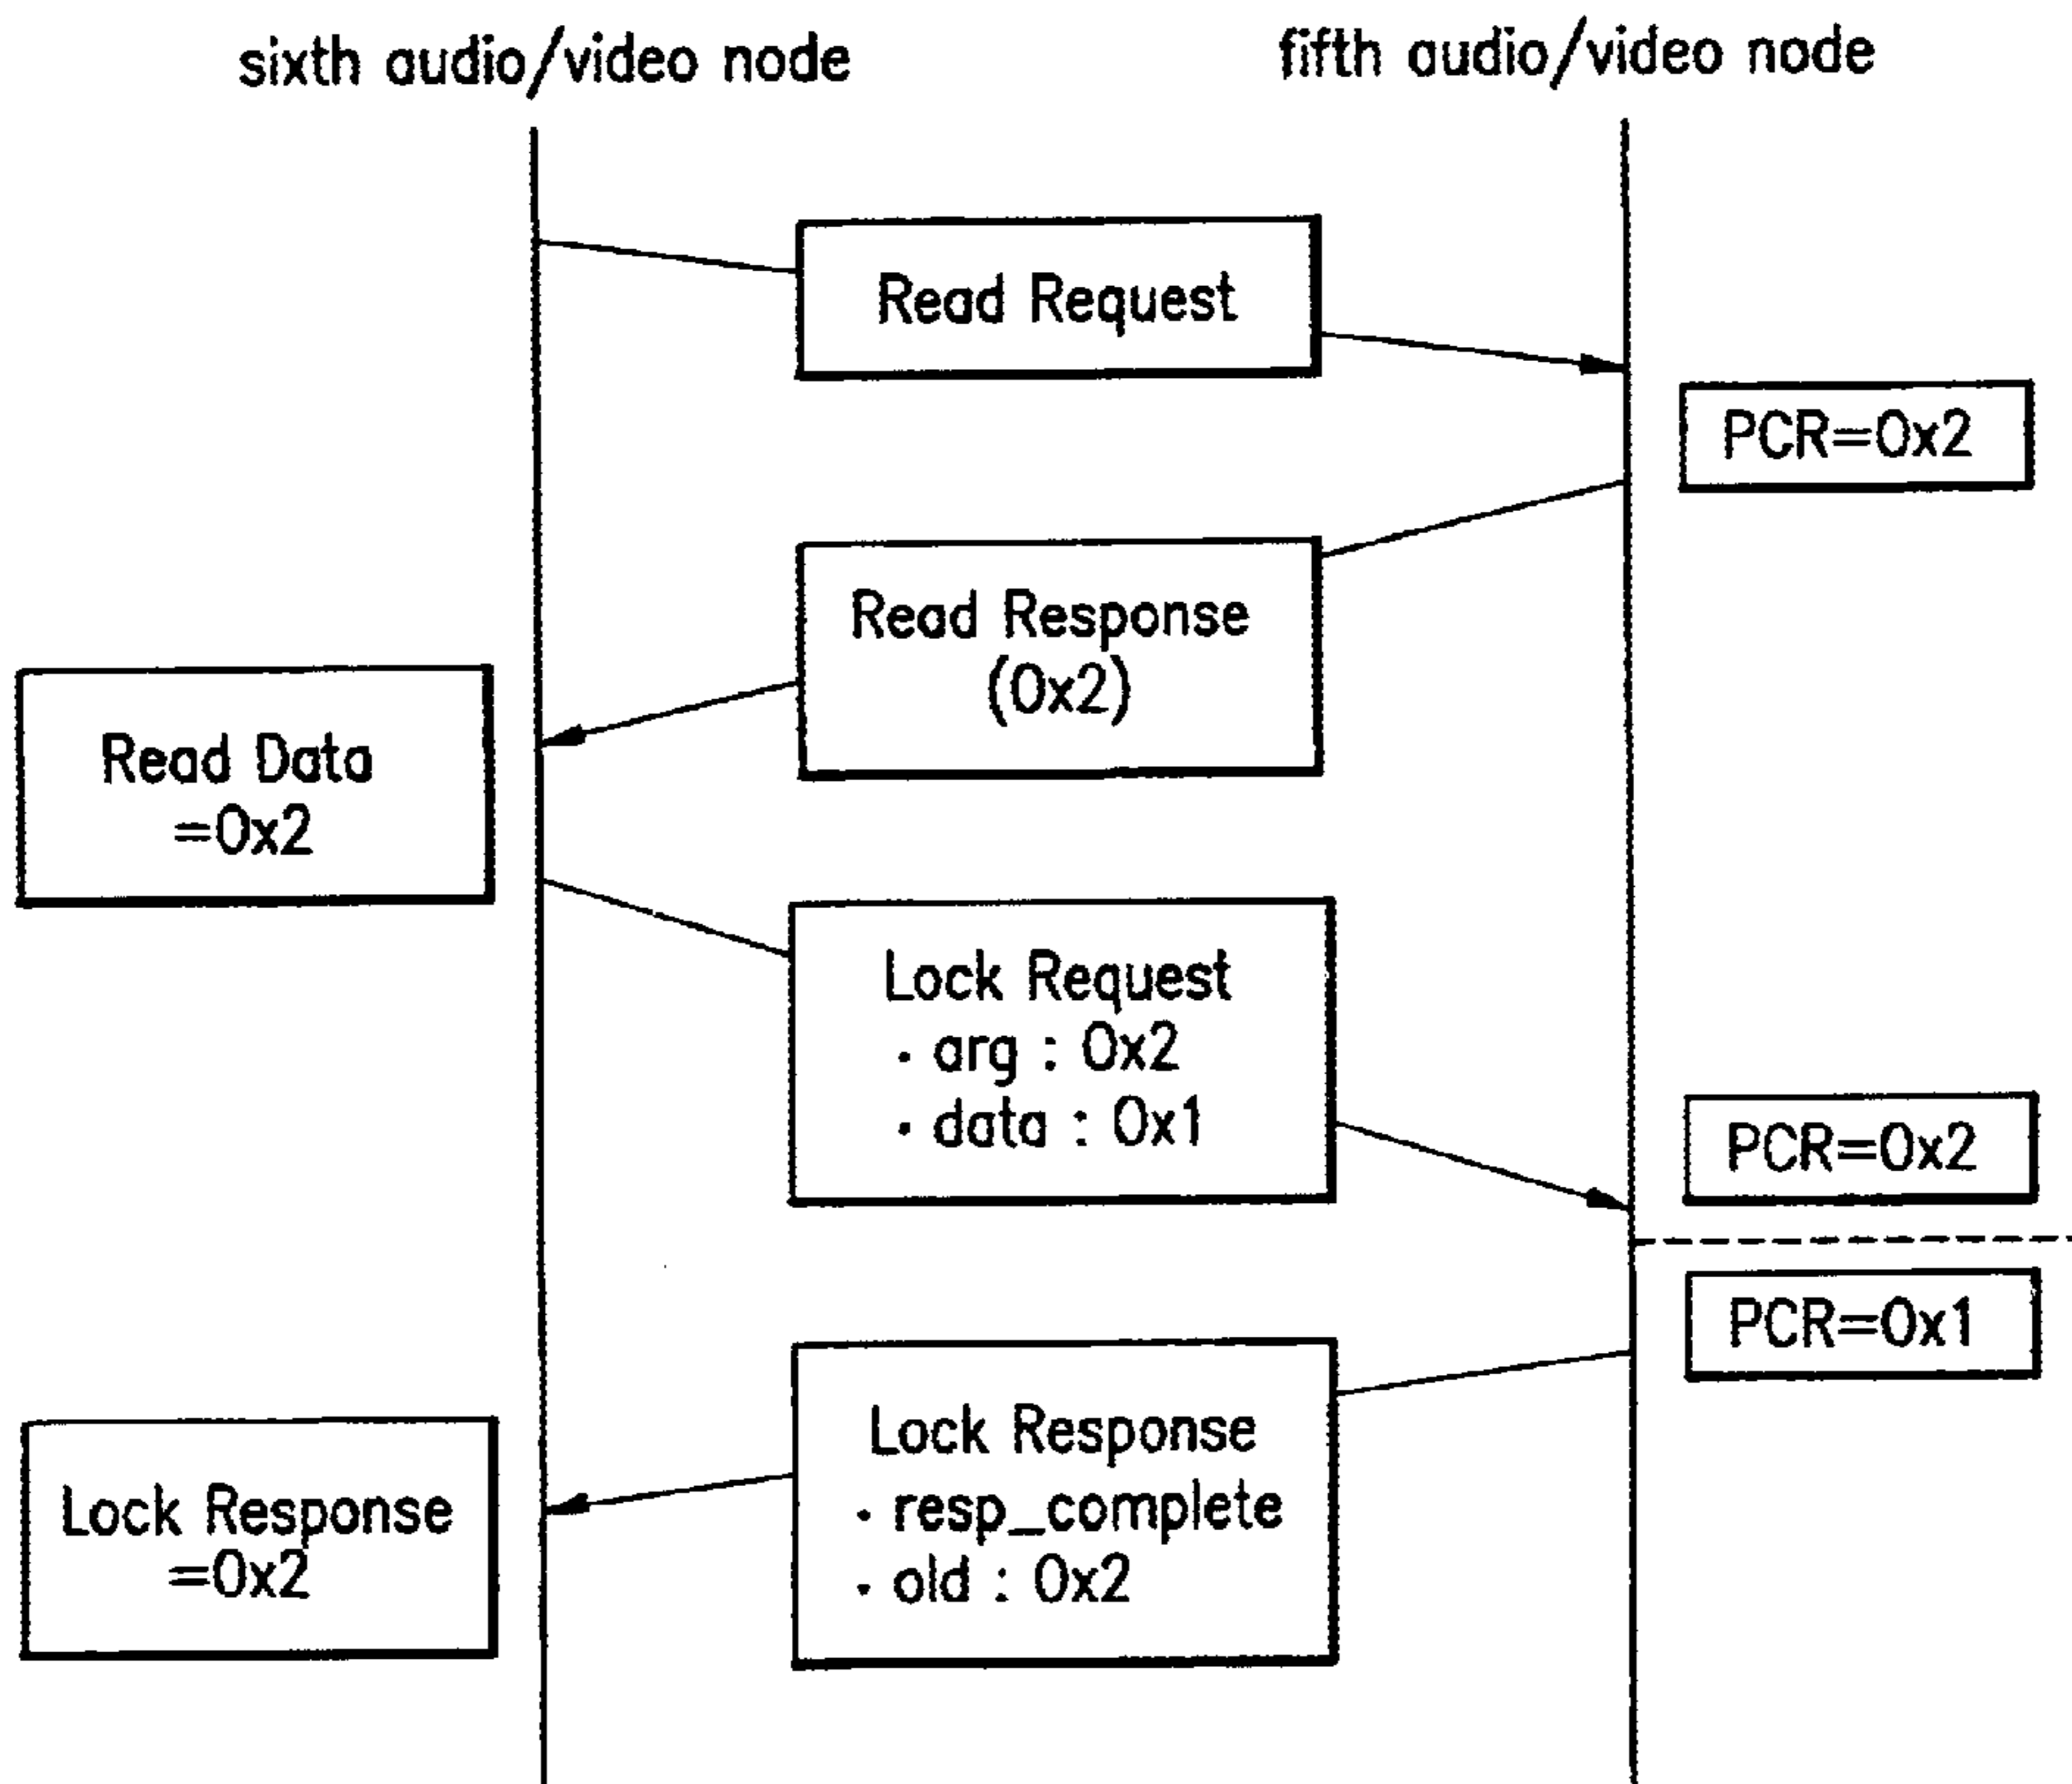 sixth audio/video node
fifth audio/video node
Read Request
PCR=0x2
Read Response
(0x2)
Read Data
=0x2
Lock Request
· arg : 0x2
· data : 0x1
PCR=0x2
PCR=0x1
Lock Response
· resp_complete
· old : 0x2
Lock Response
=0x2